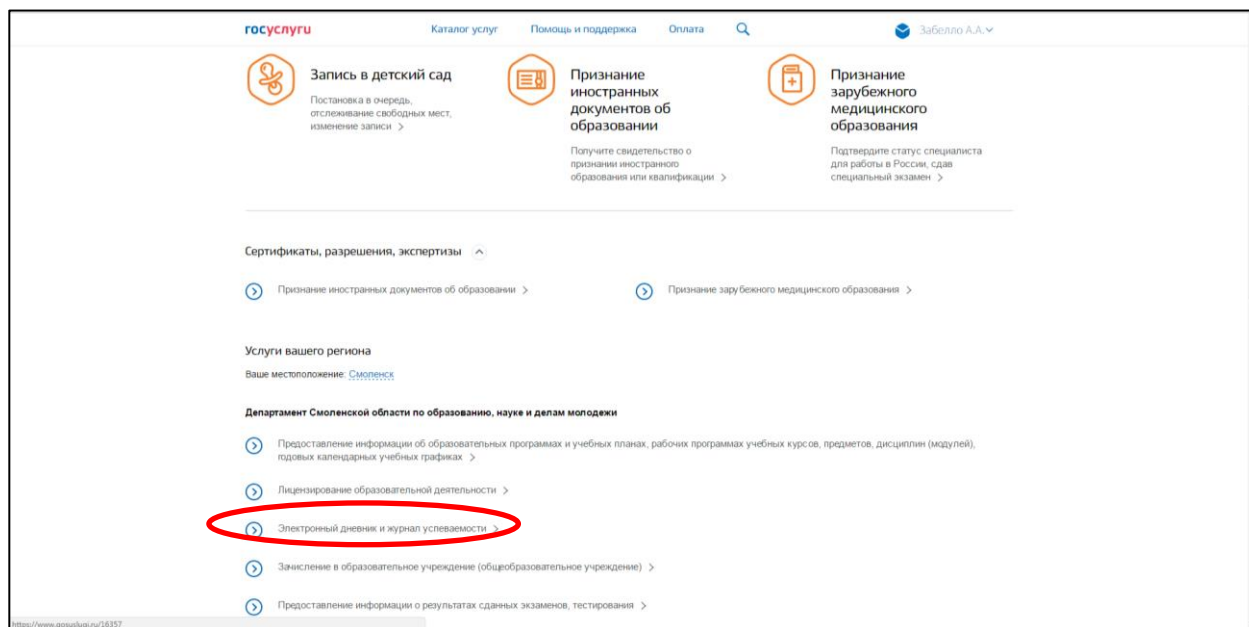 госуслуги Каталог услуг Помощь и поддержка Оплата Забелло А.А.
Запись в детский сад
Постановка в очередь,
отслеживание свободных мест,
изменение записи >
Признание
иностранных
документов об
образовании
Получите свидетельство о
признании иностранного
образования или квалификации >
Признание
зарубежного
медицинского
образования
Подтвердите статус специалиста
для работы в России, сдав
специальный экзамен >
Сертификаты, разрешения, экспертизы
Признание иностранных документов об образовании >
Признание зарубежного медицинского образования >
Услуги вашего региона
Ваше местоположение: Смоленск
Департамент Смоленской области по образованию, науке и делам молодежи
Предоставление информации об образовательных программах и учебных планах, рабочих программах учебных курсов, предметов, дисциплин (модулей),
годовых календарных учебных графиках >
Лицензирование образовательной деятельности >
Электронный дневник и журнал успеваемости >
Зачисление в образовательное учреждение (общеобразовательное учреждение) >
Предоставление информации о результатах сданных экзаменов, тестирования >
https://www.gosuslugi.ru/16357